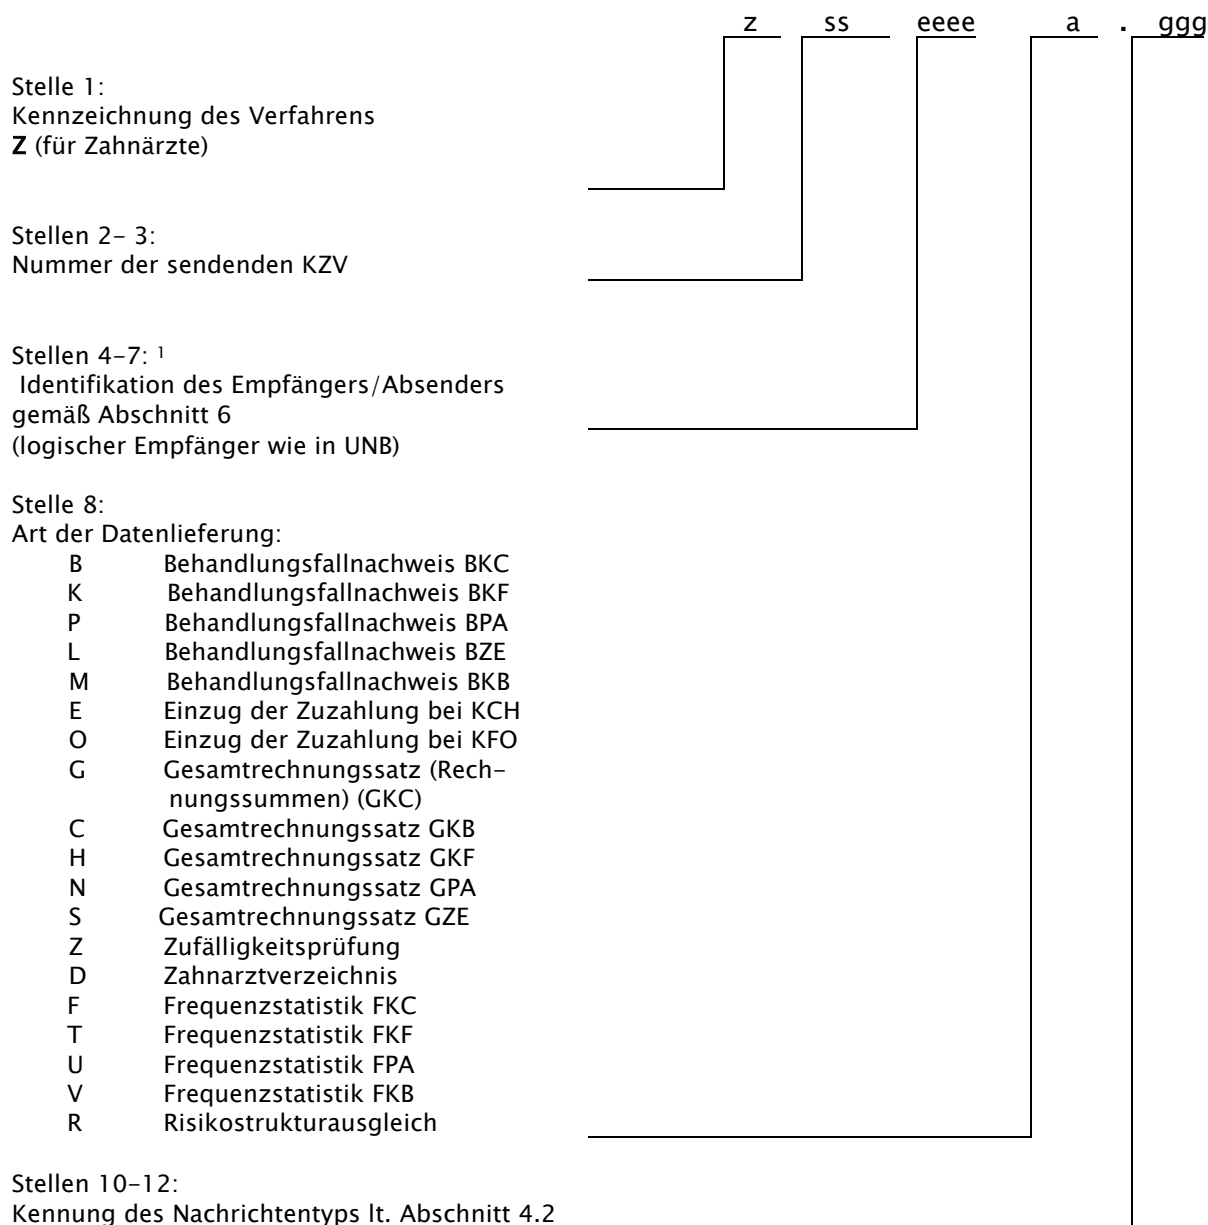 z ss eeee a . ggg
Stelle 1:
Kennzeichnung des Verfahrens
Z (für Zahnärzte)
Stellen 2- 3:
Nummer der sendenden KZV
Stellen 4-7: 1
Identifikation des Empfängers/Absenders
gemäß Abschnitt 6
(logischer Empfänger wie in UNB)
Stelle 8:
Art der Datenlieferung:
B Behandlungsfallnachweis BKC
K Behandlungsfallnachweis BKF
P Behandlungsfallnachweis BPA
L Behandlungsfallnachweis BZE
M Behandlungsfallnachweis BKB
E Einzug der Zuzahlung bei KCH
O Einzug der Zuzahlung bei KFO
G Gesamtrechnungssatz (Rech-
nungssummen) (GKC)
C Gesamtrechnungssatz GKB
H Gesamtrechnungssatz GKF
N Gesamtrechnungssatz GPA
S Gesamtrechnungssatz GZE
Z Zufälligkeitsprüfung
D Zahnarztverzeichnis
F Frequenzstatistik FKC
T Frequenzstatistik FKF
U Frequenzstatistik FPA
V Frequenzstatistik FKB
R Risikostrukturausgleich
Stellen 10-12:
Kennung des Nachrichtentyps lt. Abschnitt 4.2